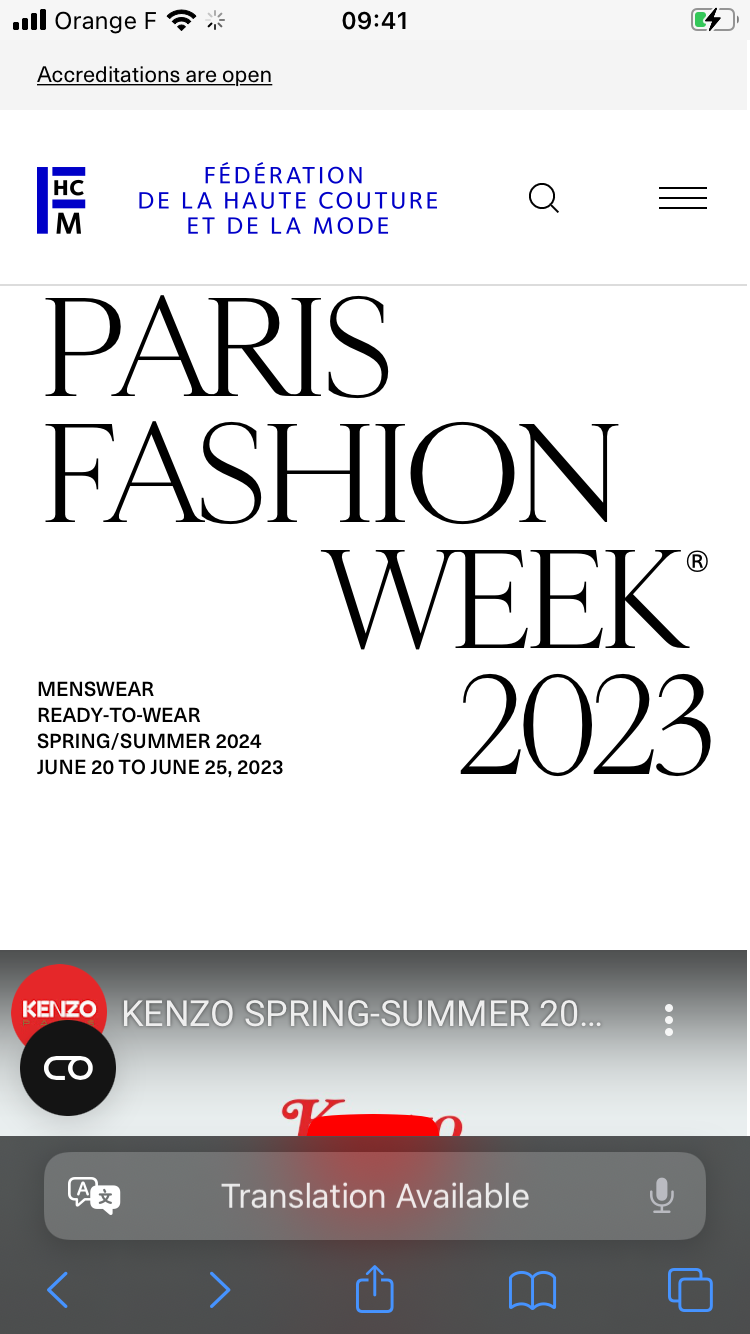 Orange F
09:41
Accreditations are open
HC
M
FÉDÉRATION
DE LA HAUTE COUTURE
ET DE LA MODE
PARIS
FASHION
WEEK®
2023
MENSWEAR
READY-TO-WEAR
SPRING/SUMMER 2024
JUNE 20 TO JUNE 25, 2023
KENZO
KENZO SPRING-SUMMER 20...
A 文
Translation Available